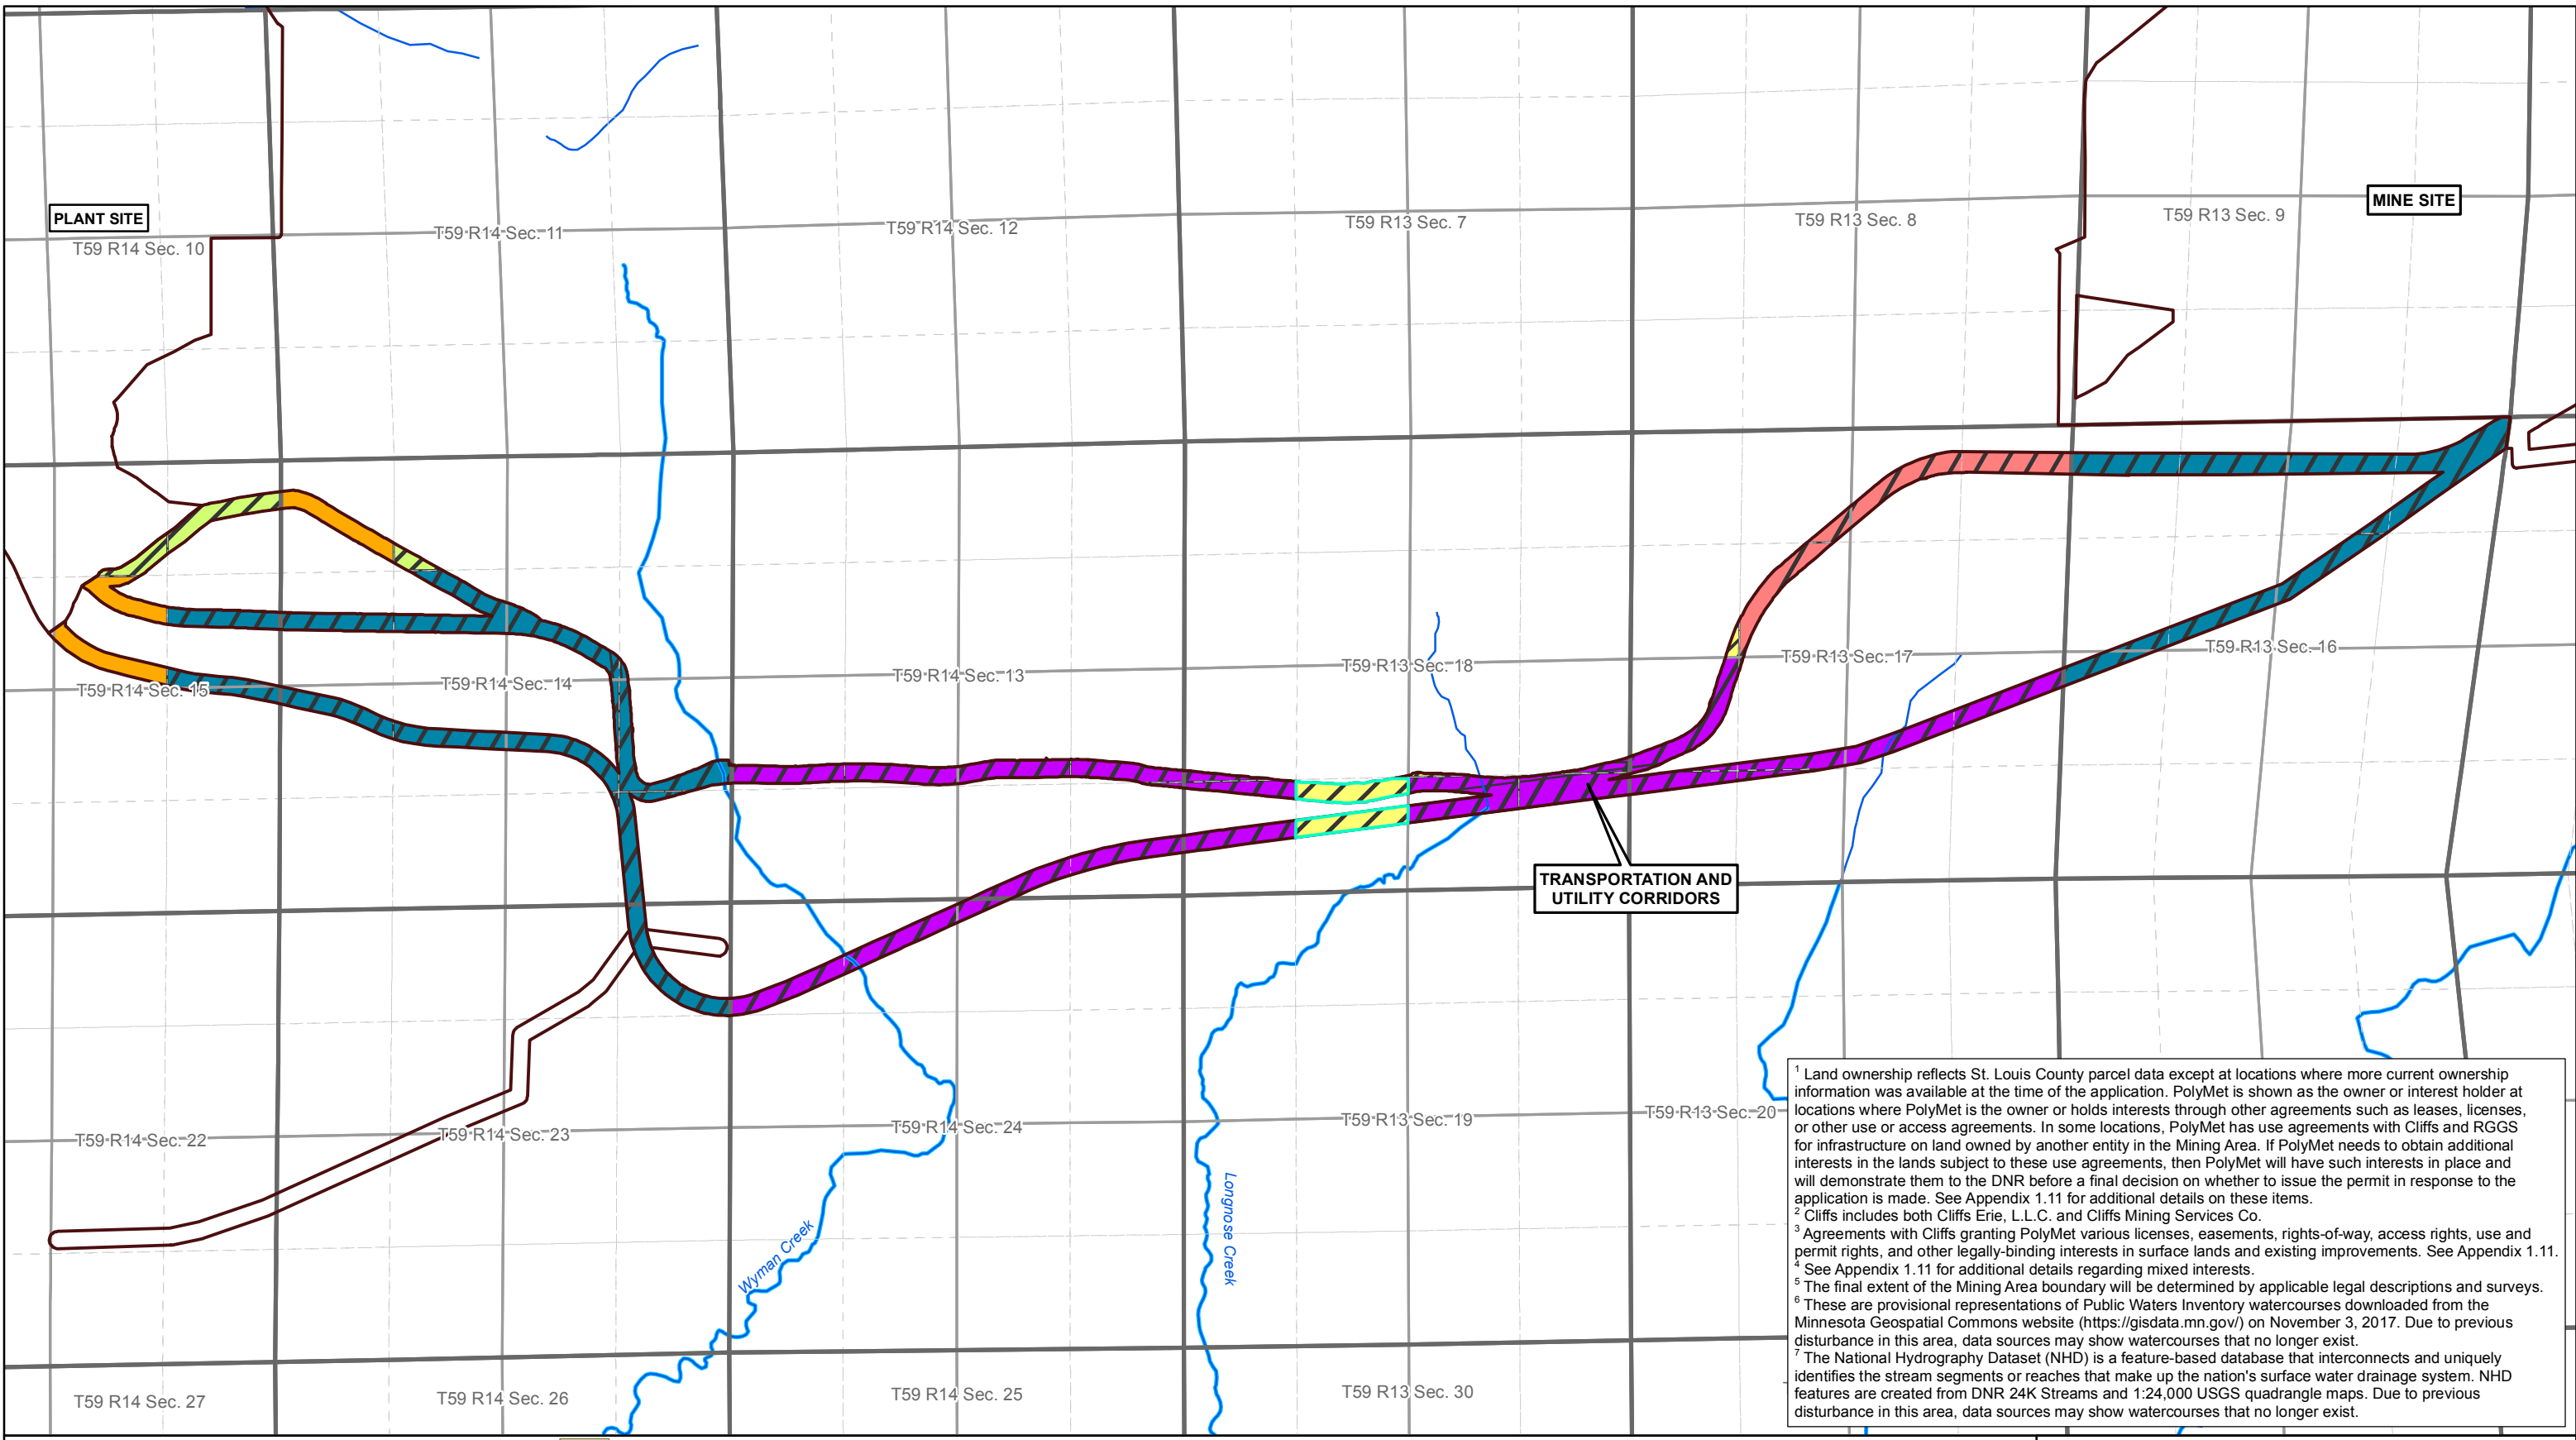 PLANT SITE
MINE SITE
T59 R14 Sec. 10
T59 R14 Sec. 11
T59 R14 Sec. 12
T59 R13 Sec. 7
T59 R13 Sec. 8
T59 R13 Sec. 9
T59 R14 Sec. 15
T59 R14 Sec. 14
T59 R14 Sec. 13
T59 R13 Sec. 18
T59 R13 Sec. 17
T59 R13 Sec. 16
TRANSPORTATION AND
UTILITY CORRIDORS
T59 R14 Sec. 22
T59 R14 Sec. 23
T59 R14 Sec. 24
T59 R13 Sec. 19
T59 R13 Sec. 20
Wyman Creek
Longnose Creek
T59 R14 Sec. 27
T59 R14 Sec. 26
T59 R14 Sec. 25
T59 R13 Sec. 30
1 Land ownership reflects St. Louis County parcel data except at locations where more current ownership
information was available at the time of the application. PolyMet is shown as the owner or interest holder at
locations where PolyMet is the owner or holds interests through other agreements such as leases, licenses,
or other use or access agreements. In some locations, PolyMet has use agreements with Cliffs and RGGS
for infrastructure on land owned by another entity in the Mining Area. If PolyMet needs to obtain additional
interests in the lands subject to these use agreements, then PolyMet will have such interests in place and
will demonstrate them to the DNR before a final decision on whether to issue the permit in response to the
application is made. See Appendix 1.11 for additional details on these items.
2 Cliffs includes both Cliffs Erie, L.L.C. and Cliffs Mining Services Co.
3 Agreements with Cliffs granting PolyMet various licenses, easements, rights-of-way, access rights, use and
permit rights, and other legally-binding interests in surface lands and existing improvements. See Appendix 1.11.
4 See Appendix 1.11 for additional details regarding mixed interests.
5 The final extent of the Mining Area boundary will be determined by applicable legal descriptions and surveys.
6 These are provisional representations of Public Waters Inventory watercourses downloaded from the
Minnesota Geospatial Commons website (https://gisdata.mn.gov/) on November 3, 2017. Due to previous
disturbance in this area, data sources may show watercourses that no longer exist.
7 The National Hydrography Dataset (NHD) is a feature-based database that interconnects and uniquely
identifies the stream segments or reaches that make up the nation's surface water drainage system. NHD
features are created from DNR 24K Streams and 1:24,000 USGS quadrangle maps. Due to previous
disturbance in this area, data sources may show watercourses that no longer exist.